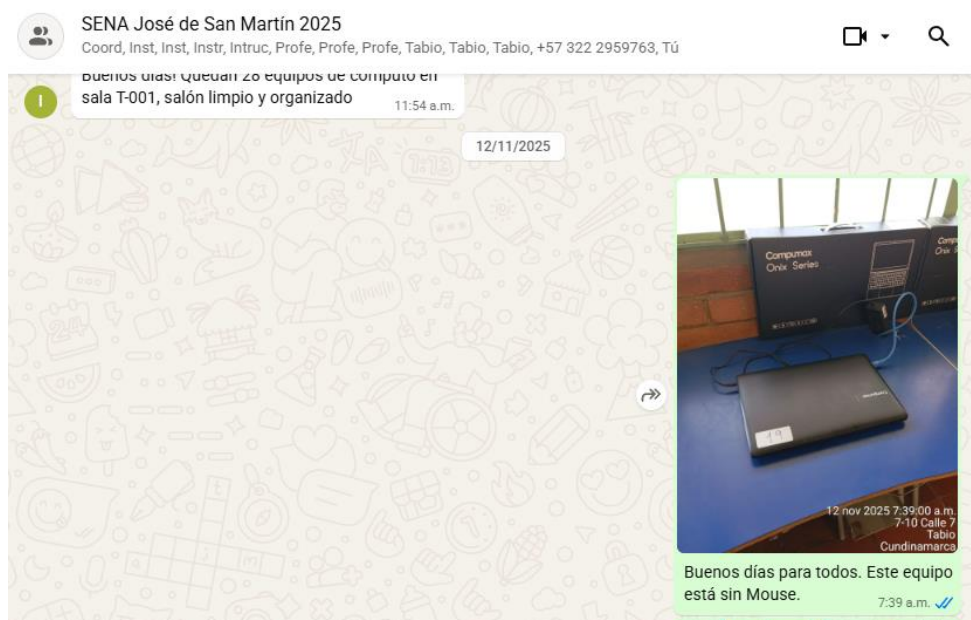 SENA José de San Martín 2025
Coord, Inst, Inst, Instr, Intruc, Profe, Profe, Profe, Tabio, Tabio, Tabio, +57 322 2959763, Tú
Buenos días! Quedan 28 equipos de cómputo en
sala T-001, salón limpio y organizado
11:54 a.m.
I
12/11/2025
Compumax
Onix Series
Compu
Onix S
19
12 nov 2025 7:39:00 a.m.
7-10 Calle 7
Tabio
Cundinamarca
Buenos días para todos. Este equipo
está sin Mouse.
7:39 a.m.